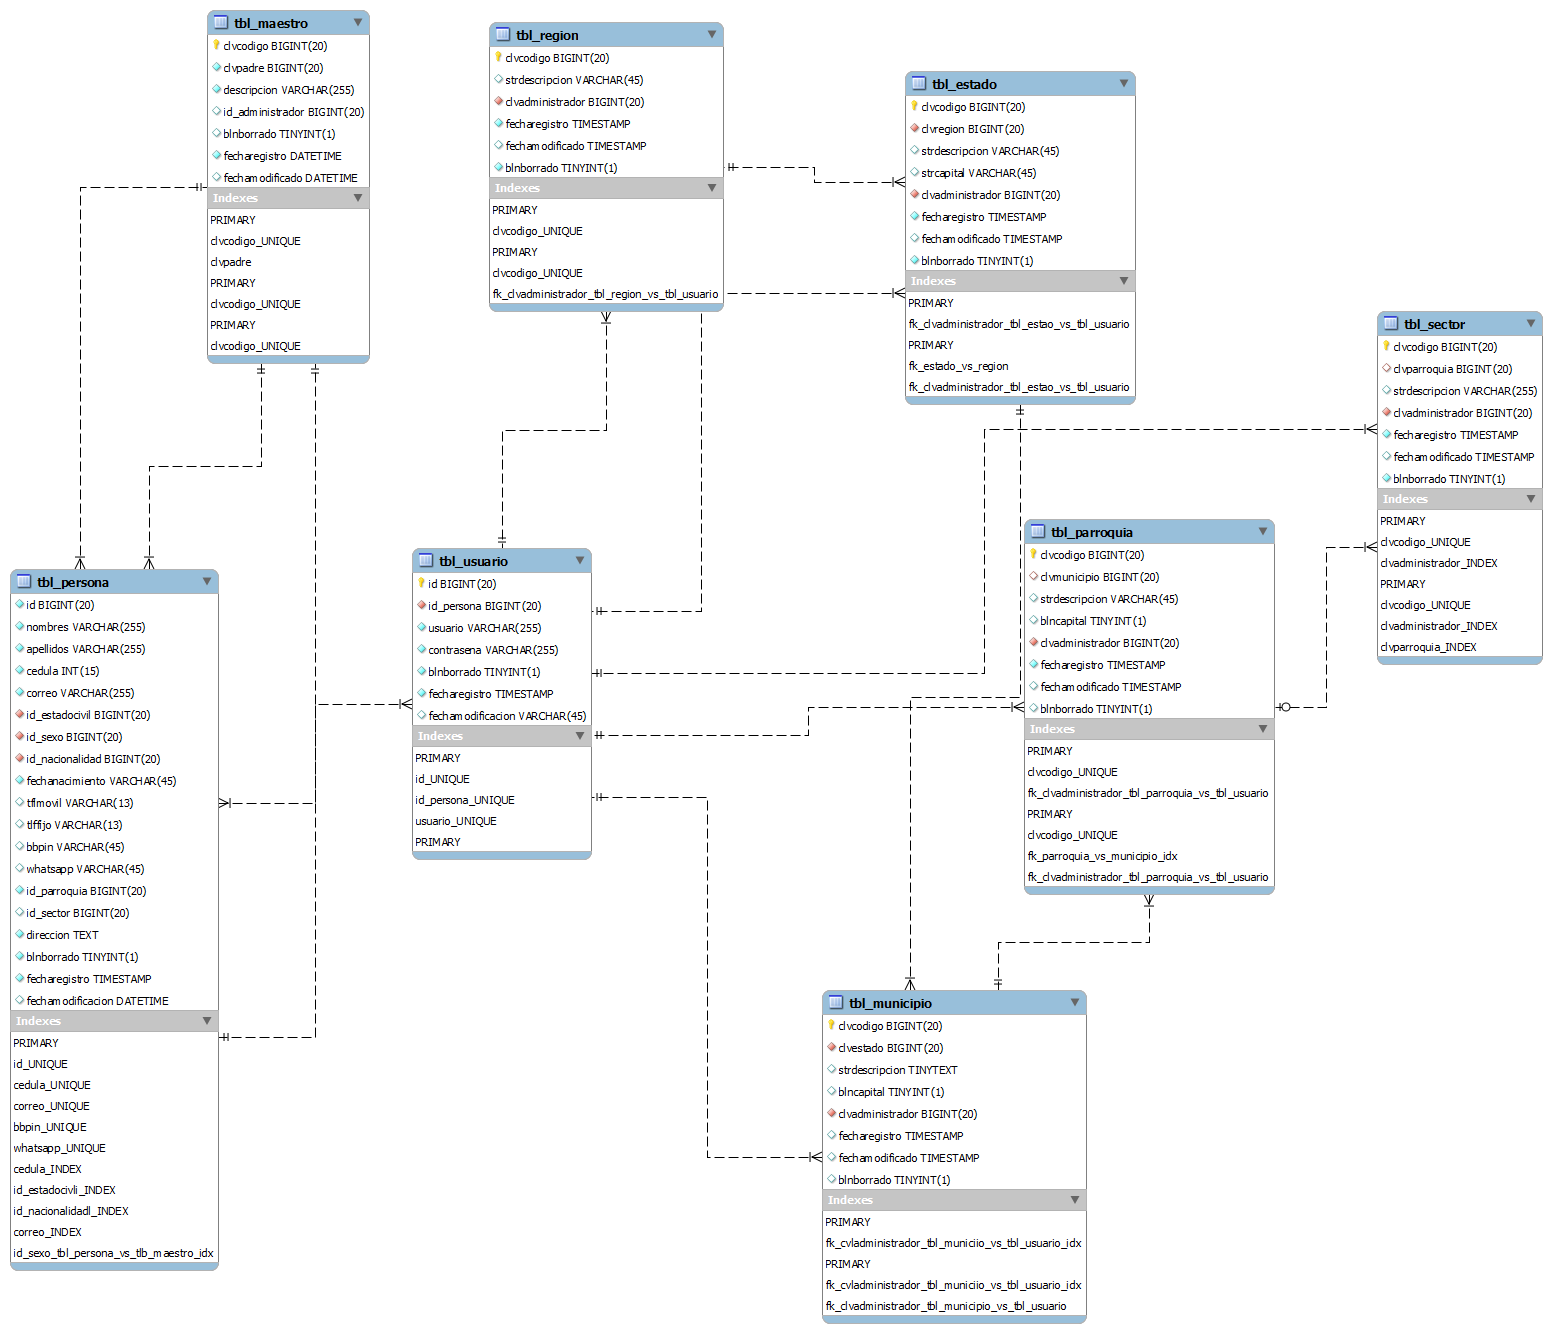 tbl_maestro
clvcodigo BIGINT(20)
clvpadre BIGINT(20)
descripcion VARCHAR(255)
id_administrador BIGINT(20)
blnborrado TINYINT(1)
fecharegistro DATETIME
fechamodificado DATETIME
Indexes
PRIMARY
clvcodigo_UNIQUE
clvpadre
PRIMARY
clvcodigo_UNIQUE
PRIMARY
clvcodigo_UNIQUE
tbl_region
clvcodigo BIGINT(20)
strdescripcion VARCHAR(45)
clvadministrador BIGINT(20)
fecharegistro TIMESTAMP
fechamodificado TIMESTAMP
blnborrado TINYINT(1)
Indexes
PRIMARY
clvcodigo_UNIQUE
PRIMARY
clvcodigo_UNIQUE
fk_clvadministrador_tbl_region_vs_tbl_usuario
tbl_estado
clvcodigo BIGINT(20)
clvregion BIGINT(20)
strdescripcion VARCHAR(45)
strcapital VARCHAR(45)
clvadministrador BIGINT(20)
fecharegistro TIMESTAMP
fechamodificado TIMESTAMP
blnborrado TINYINT(1)
Indexes
PRIMARY
fk_clvadministrador_tbl_estao_vs_tbl_usuario
PRIMARY
fk_estado_vs_region
fk_clvadministrador_tbl_estao_vs_tbl_usuario
tbl_sector
clvcodigo BIGINT(20)
clvparroquia BIGINT(20)
strdescripcion VARCHAR(255)
clvadministrador BIGINT(20)
fecharegistro TIMESTAMP
fechamodificado TIMESTAMP
blnborrado TINYINT(1)
Indexes
PRIMARY
clvcodigo_UNIQUE
clvadministrador_INDEX
PRIMARY
clvcodigo_UNIQUE
clvadministrador_INDEX
clvparroquia_INDEX
tbl_persona
id BIGINT(20)
nombres VARCHAR(255)
apellidos VARCHAR(255)
cedula INT(15)
correo VARCHAR(255)
id_estadocivil BIGINT(20)
id_sexo BIGINT(20)
id_nacionalidad BIGINT(20)
fechanacimiento VARCHAR(45)
tflmovil VARCHAR(13)
tlffijo VARCHAR(13)
bbpin VARCHAR(45)
whatsapp VARCHAR(45)
id_parroquia BIGINT(20)
id_sector BIGINT(20)
direccion TEXT
blnborrado TINYINT(1)
fecharegistro TIMESTAMP
fechamodificacion DATETIME
Indexes
PRIMARY
id_UNIQUE
cedula_UNIQUE
correo_UNIQUE
bbpin_UNIQUE
whatsapp_UNIQUE
cedula_INDEX
id_estadocivli_INDEX
id_nacionalidadl_INDEX
correo_INDEX
id_sexo_tbl_persona_vs_tlb_maestro_idx
tbl_usuario
id BIGINT(20)
id_persona BIGINT(20)
usuario VARCHAR(255)
contrasena VARCHAR(255)
blnborrado TINYINT(1)
fecharegistro TIMESTAMP
fechamodificacion VARCHAR(45)
Indexes
PRIMARY
id_UNIQUE
id_persona_UNIQUE
usuario_UNIQUE
PRIMARY
tbl_parroquia
clvcodigo BIGINT(20)
clvmunicipio BIGINT(20)
strdescripcion VARCHAR(45)
blncapital TINYINT(1)
clvadministrador BIGINT(20)
fecharegistro TIMESTAMP
fechamodificado TIMESTAMP
blnborrado TINYINT(1)
Indexes
PRIMARY
clvcodigo_UNIQUE
fk_clvadministrador_tbl_parroquia_vs_tbl_usuario
PRIMARY
clvcodigo_UNIQUE
fk_parroquia_vs_municipio_idx
fk_clvadministrador_tbl_parroquia_vs_tbl_usuario
tbl_municipio
clvcodigo BIGINT(20)
clvestado BIGINT(20)
strdescripcion TINYTEXT
blncapital TINYINT(1)
clvadministrador BIGINT(20)
fecharegistro TIMESTAMP
fechamodificado TIMESTAMP
blnborrado TINYINT(1)
Indexes
PRIMARY
fk_cvladministrador_tbl_municiio_vs_tbl_usuario_idx
PRIMARY
fk_cvladministrador_tbl_municiio_vs_tbl_usuario_idx
fk_clvadministrador_tbl_municipio_vs_tbl_usuario